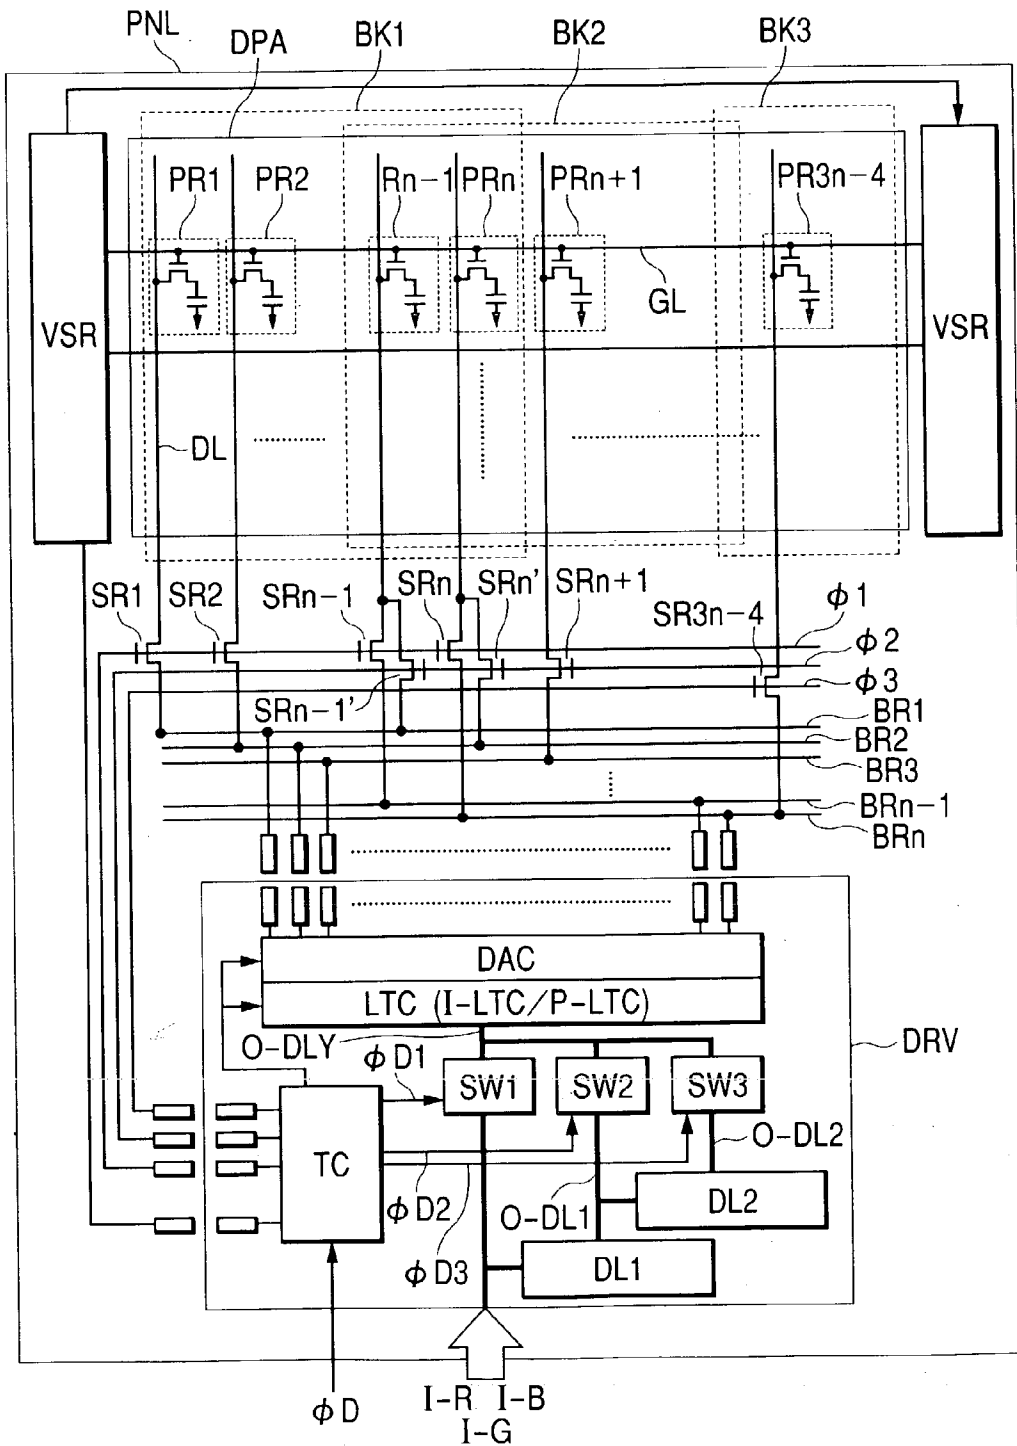 PNL
DPA
BK1
BK2
BK3
PR1
PR2
Rn-1
PRn
PRn+1
PR3n-4
VSR
GL
VSR
DL
SR1
SR2
SRn-1
SRn
SRn'
SRn+1
SR3n-4
ϕ1
ϕ2
ϕ3
SRn-1'
BR1
BR2
BR3
BRn-1
BRn
DAC
LTC (I-LTC/P-LTC)
O-DLY
ϕD1
DRV
SW1
SW2
SW3
TC
O-DL2
ϕD2
O-DL1
DL2
ϕD3
DL1
ϕD
I-R I-B
I-G